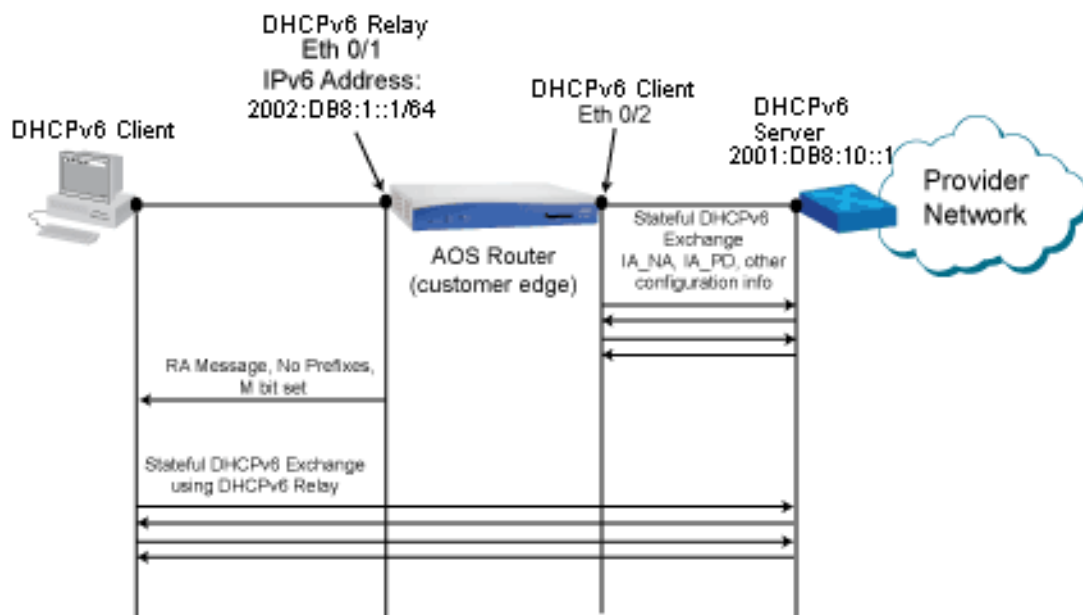 DHCPv6 Relay
Eth 0/1
IPv6 Address:
2002:DB8:1::1/64
DHCPv6 Client
DHCPv6 Client
Eth 0/2
DHCPv6
Server
2001:DB8:10::1
Provider
Network
AOS Router
(customer edge)
Stateful DHCPv6
Exchange
IA_NA, IA_PD, other
configuration info
RA Message, No Prefixes,
M bit set
Stateful DHCPv6 Exchange
using DHCPv6 Relay